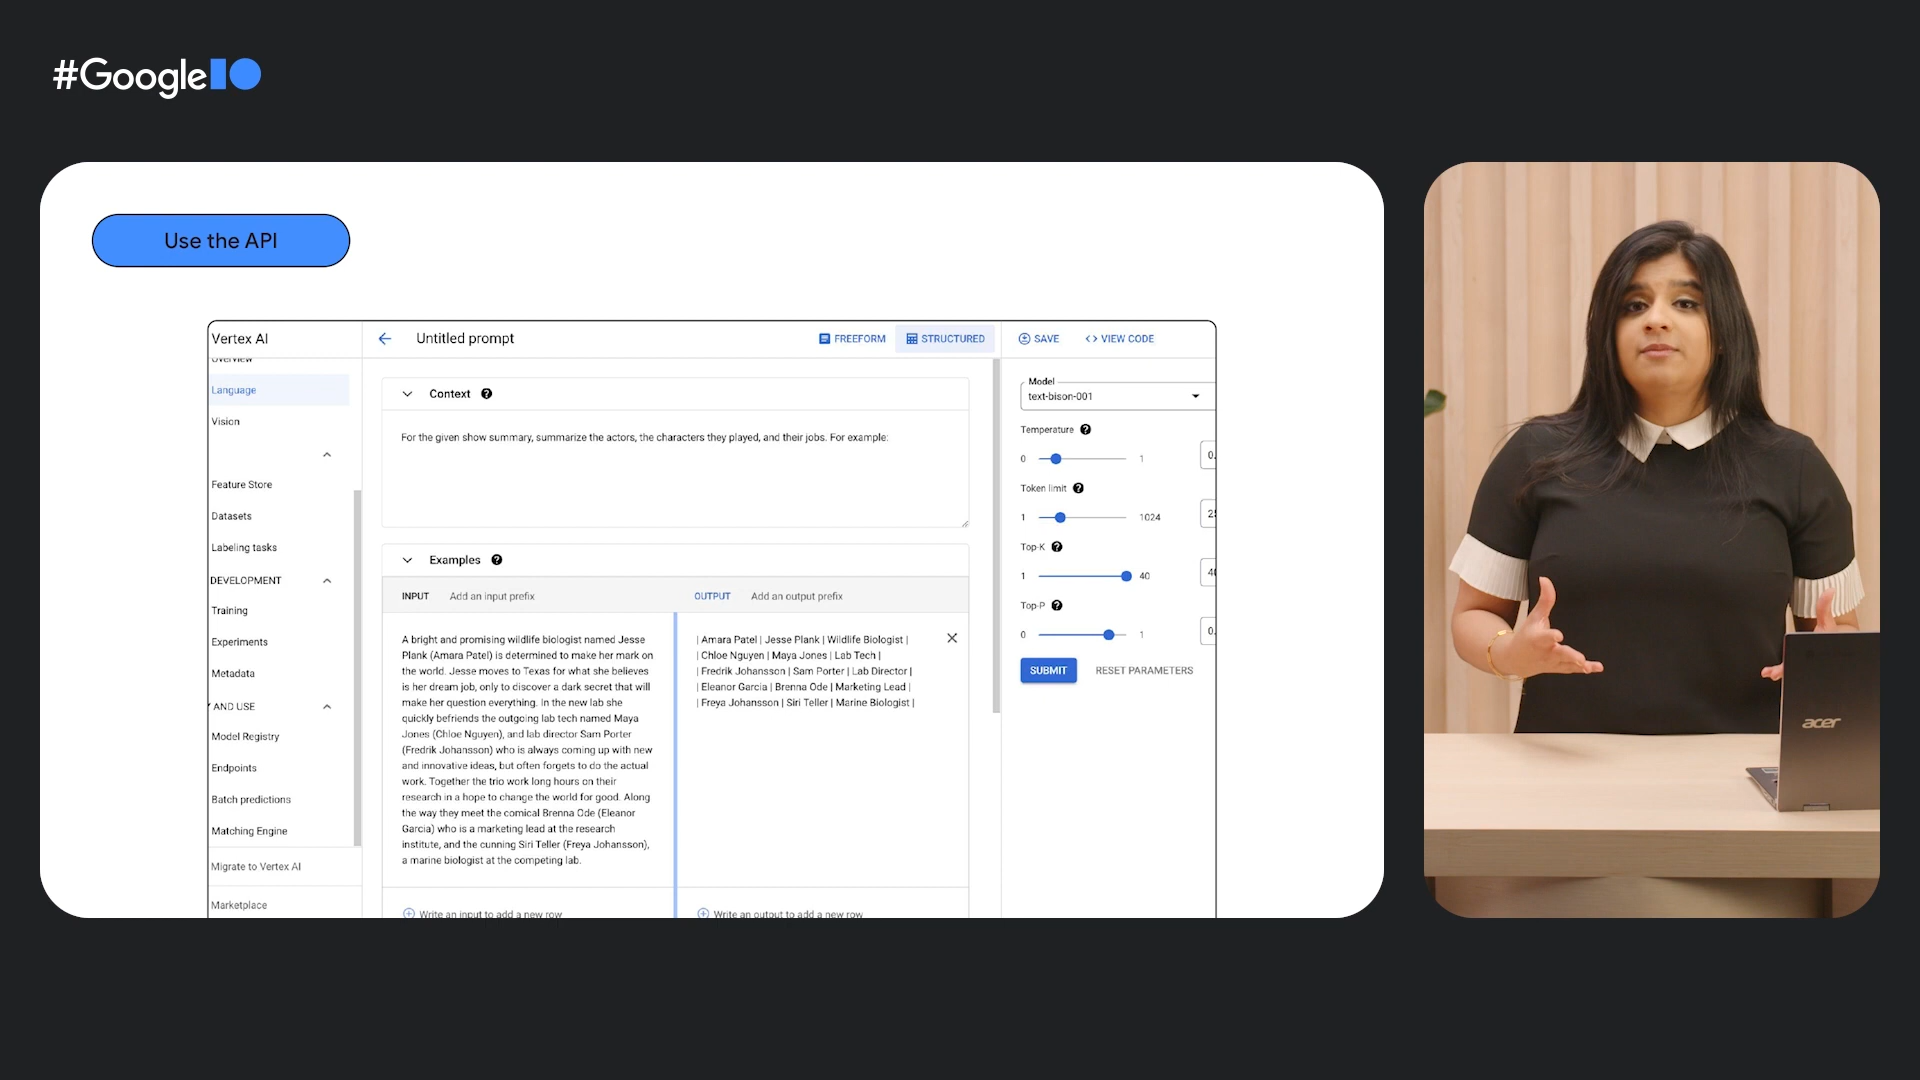 #GoogleIO
Use the API
Vertex AI
Untitled prompt
FREEFORM
STRUCTURED
SAVE
<> VIEW CODE
Overview
Language
Vision
Feature Store
Datasets
Labeling tasks
DEVELOPMENT
Training
Experiments
Metadata
AND USE
Model Registry
Endpoints
Batch predictions
Matching Engine
Migrate to Vertex AI
Marketplace
Context ?
For the given show summary, summarize the actors, the characters they played, and their jobs. For example:
Examples ?
INPUT Add an input prefix
OUTPUT Add an output prefix
A bright and promising wildlife biologist named Jesse
Plank (Amara Patel) is determined to make her mark on
the world. Jesse moves to Texas for what she believes
is her dream job, only to discover a dark secret that will
make her question everything. In the new lab she
quickly befriends the outgoing lab tech named Maya
Jones (Chloe Nguyen), and lab director Sam Porter
(Fredrik Johansson) who is always coming up with new
and innovative ideas, but often forgets to do the actual
work. Together the trio work long hours on their
research in a hope to change the world for good. Along
the way they meet the comical Brenna Ode (Eleanor
Garcia) who is a marketing lead at the research
institute, and the cunning Siri Teller (Freya Johansson),
a marine biologist at the competing lab.
| Amara Patel | Jesse Plank | Wildlife Biologist |
| Chloe Nguyen | Maya Jones | Lab Tech |
| Fredrik Johansson | Sam Porter | Lab Director |
| Eleanor Garcia | Brenna Ode | Marketing Lead |
| Freya Johansson | Siri Teller | Marine Biologist |
Write an input to add a new row
Write an output to add a new row
Model
text-bison-001
Temperature ?
0 1 0.
Token limit ?
1 1024
Top-K ?
1 40
Top-P ?
0 1 0.
SUBMIT
RESET PARAMETERS
acer